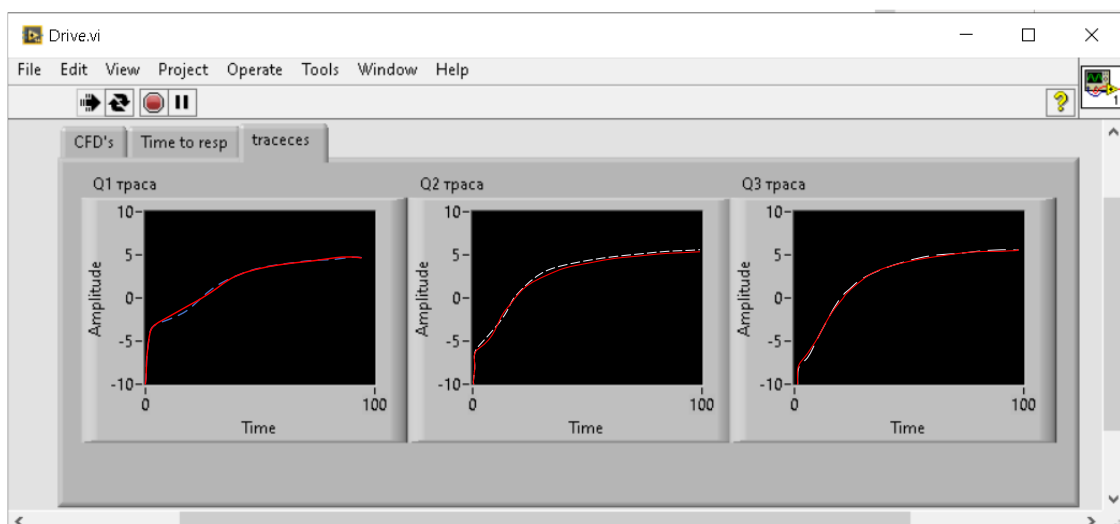 Drive.vi
File Edit View Project Operate Tools Window Help
?
1
CFD's Time to resp traceces
Q1 траса Q2 траса Q3 траса
10 10 10
5 5 5
0 0 0
-5 -5 -5
-10 -10 -10
Amplitude Amplitude Amplitude
0 100 0 100 0 100
Time Time Time